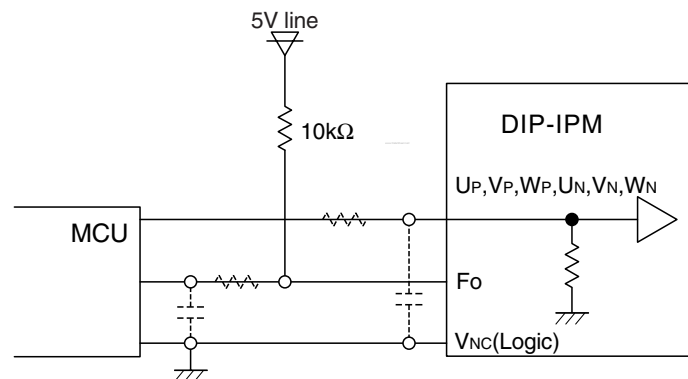 5V line
10kΩ
DIP-IPM
UP,VP,WP,UN,VN,WN
MCU
Fo
VNC(Logic)